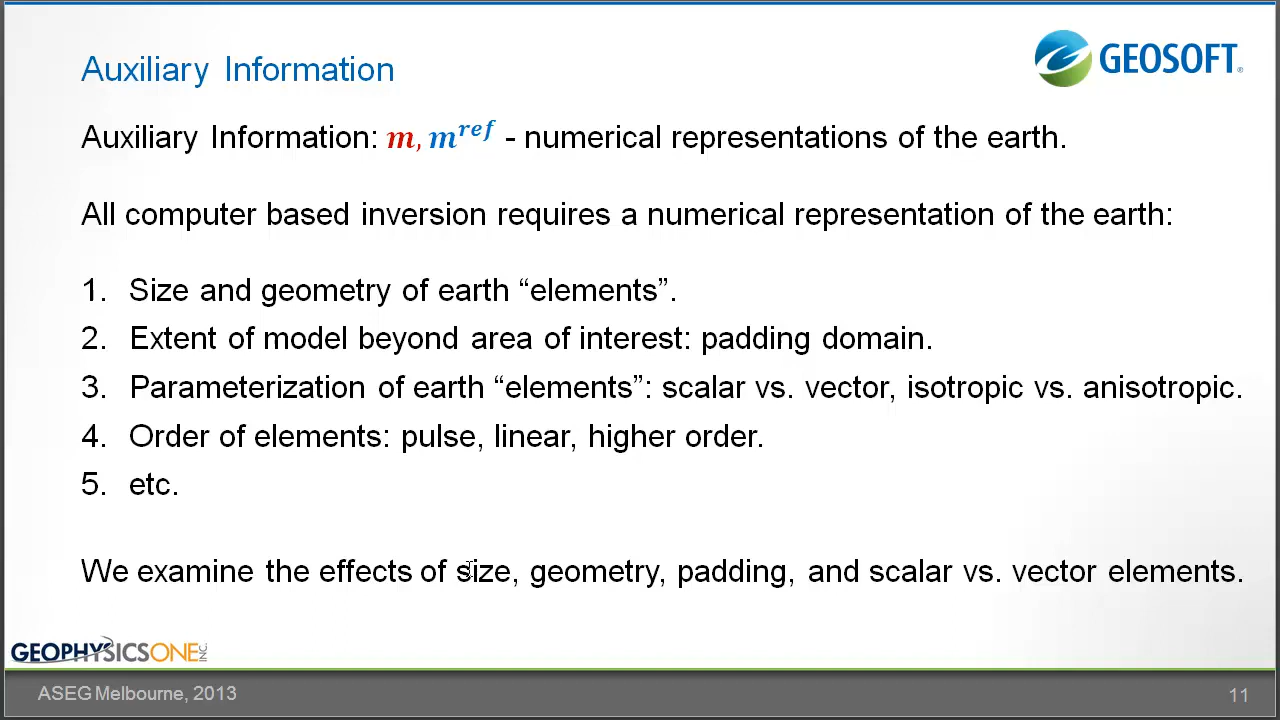 Auxiliary Information
GEOSOFT®
Auxiliary Information: m, m^ref - numerical representations of the earth.
All computer based inversion requires a numerical representation of the earth:
1. Size and geometry of earth “elements”.
2. Extent of model beyond area of interest: padding domain.
3. Parameterization of earth “elements”: scalar vs. vector, isotropic vs. anisotropic.
4. Order of elements: pulse, linear, higher order.
5. etc.
We examine the effects of size, geometry, padding, and scalar vs. vector elements.
GEOPHYSICSONE INC.
ASEG Melbourne, 2013
11